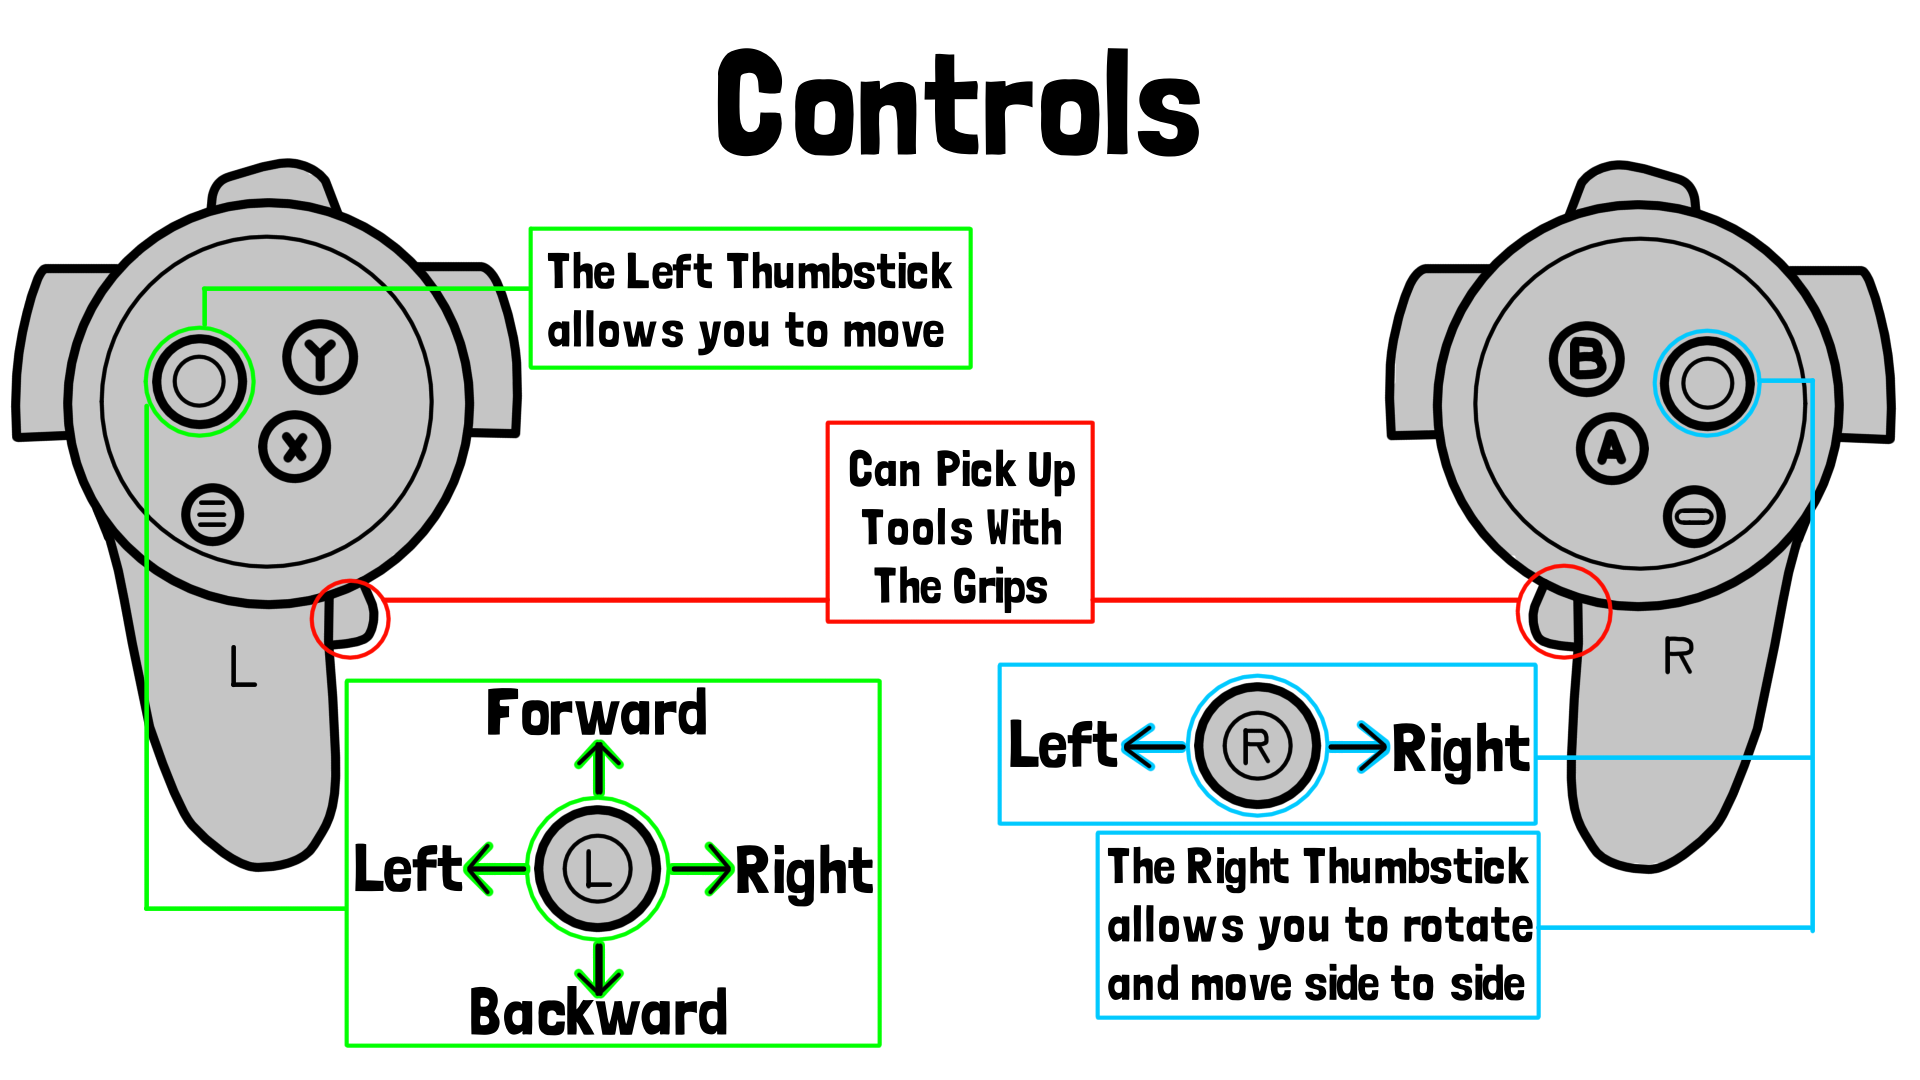 Controls
The Left Thumbstick
allows you to move
Y
X
B
A
Can Pick Up
Tools With
The Grips
L
R
Forward
Left
L
Right
Backward
Left
R
Right
The Right Thumbstick
allows you to rotate
and move side to side